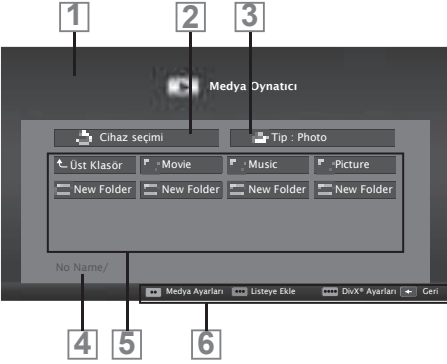 1 2 3
Medya Oynatıcı
Cihaz seçimi Tip : Photo
Üst Klasör Movie Music Picture
New Folder New Folder New Folder New Folder
No Name/
Medya Ayarları Listeye Ekle DivX® Ayarları Geri
4 5 6